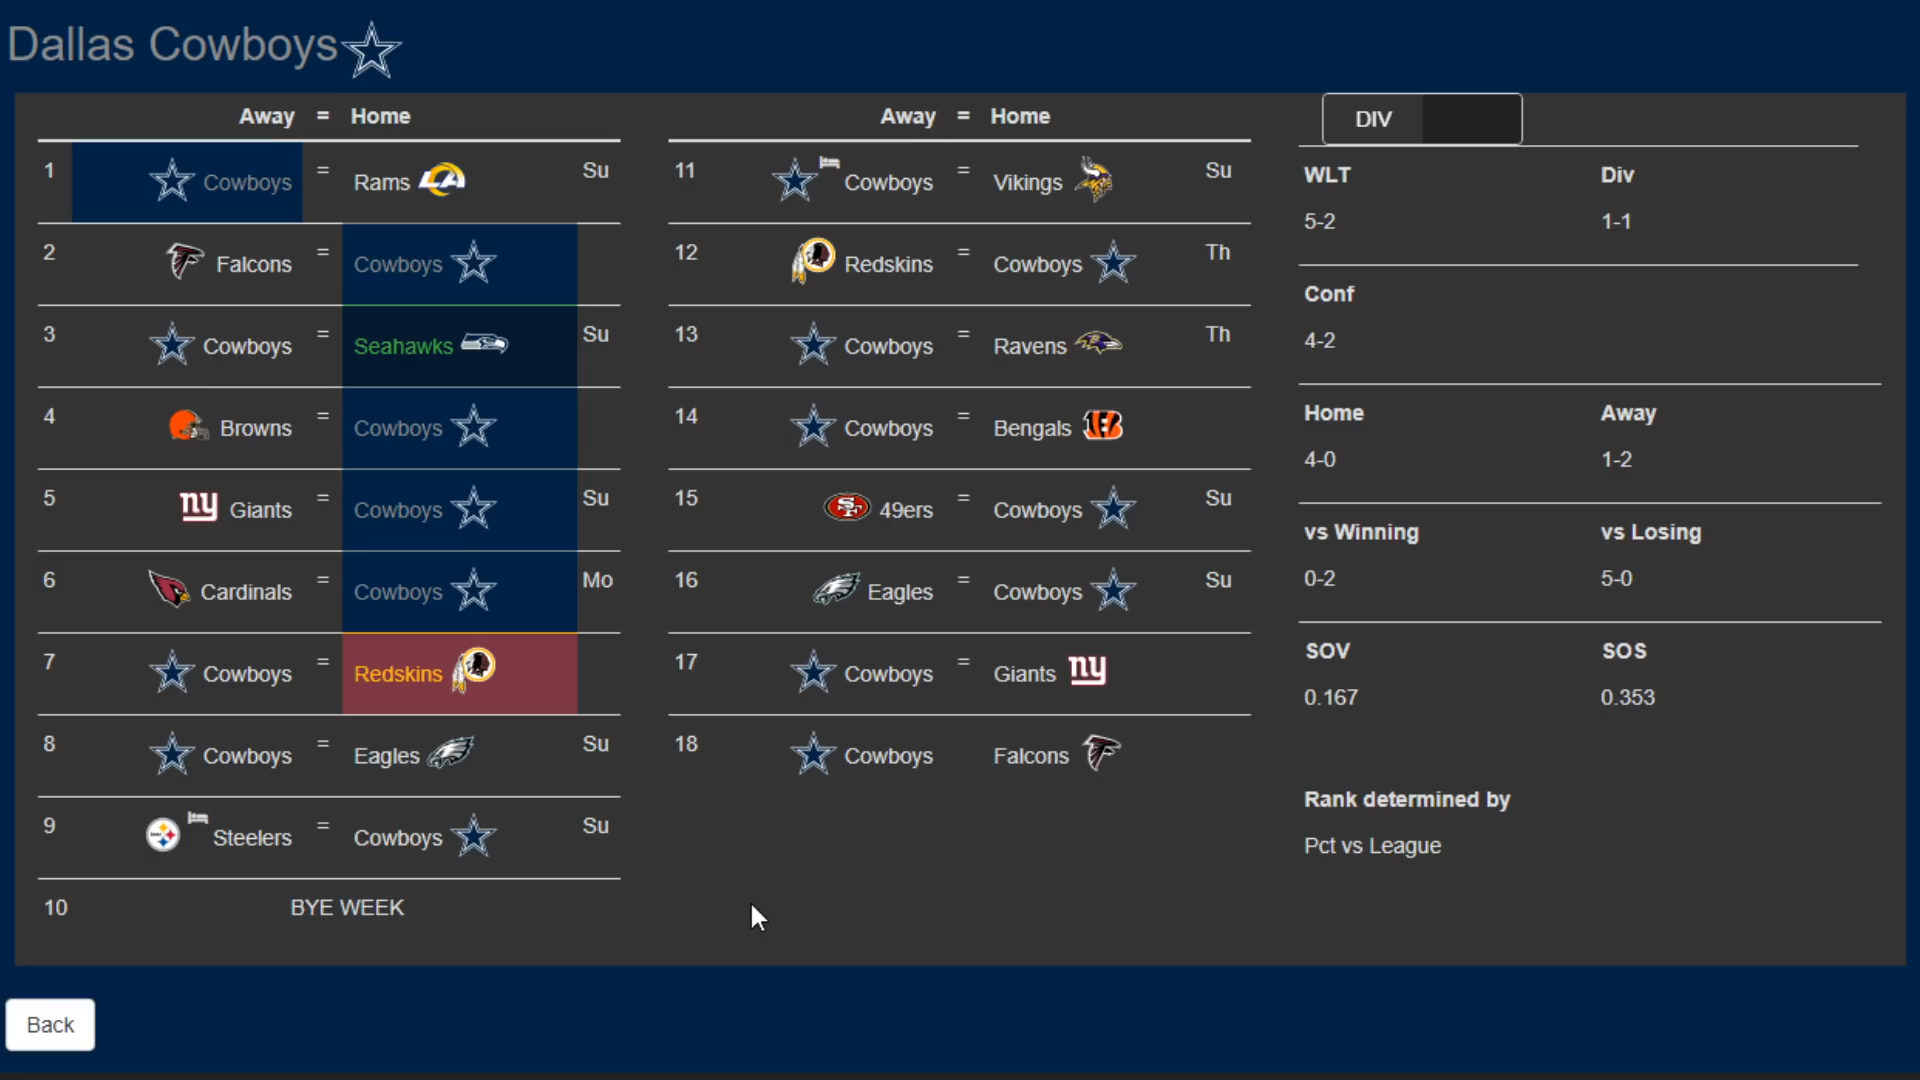 Dallas Cowboys
Away = Home
1 Cowboys = Rams Su
2 Falcons = Cowboys
3 Cowboys = Seahawks Su
4 Browns = Cowboys
5 ny Giants = Cowboys Su
6 Cardinals = Cowboys Mo
7 Cowboys = Redskins
8 Cowboys = Eagles Su
9 Steelers = Cowboys Su
10 BYE WEEK
Away = Home
11 Cowboys = Vikings Su
12 Redskins = Cowboys Th
13 Cowboys = Ravens Th
14 Cowboys = Bengals
15 SF 49ers = Cowboys Su
16 Eagles = Cowboys Su
17 Cowboys = Giants ny
18 Cowboys Falcons
DIV
WLT Div
5-2 1-1
Conf
4-2
Home Away
4-0 1-2
vs Winning vs Losing
0-2 5-0
SOV SOS
0.167 0.353
Rank determined by
Pct vs League
Back